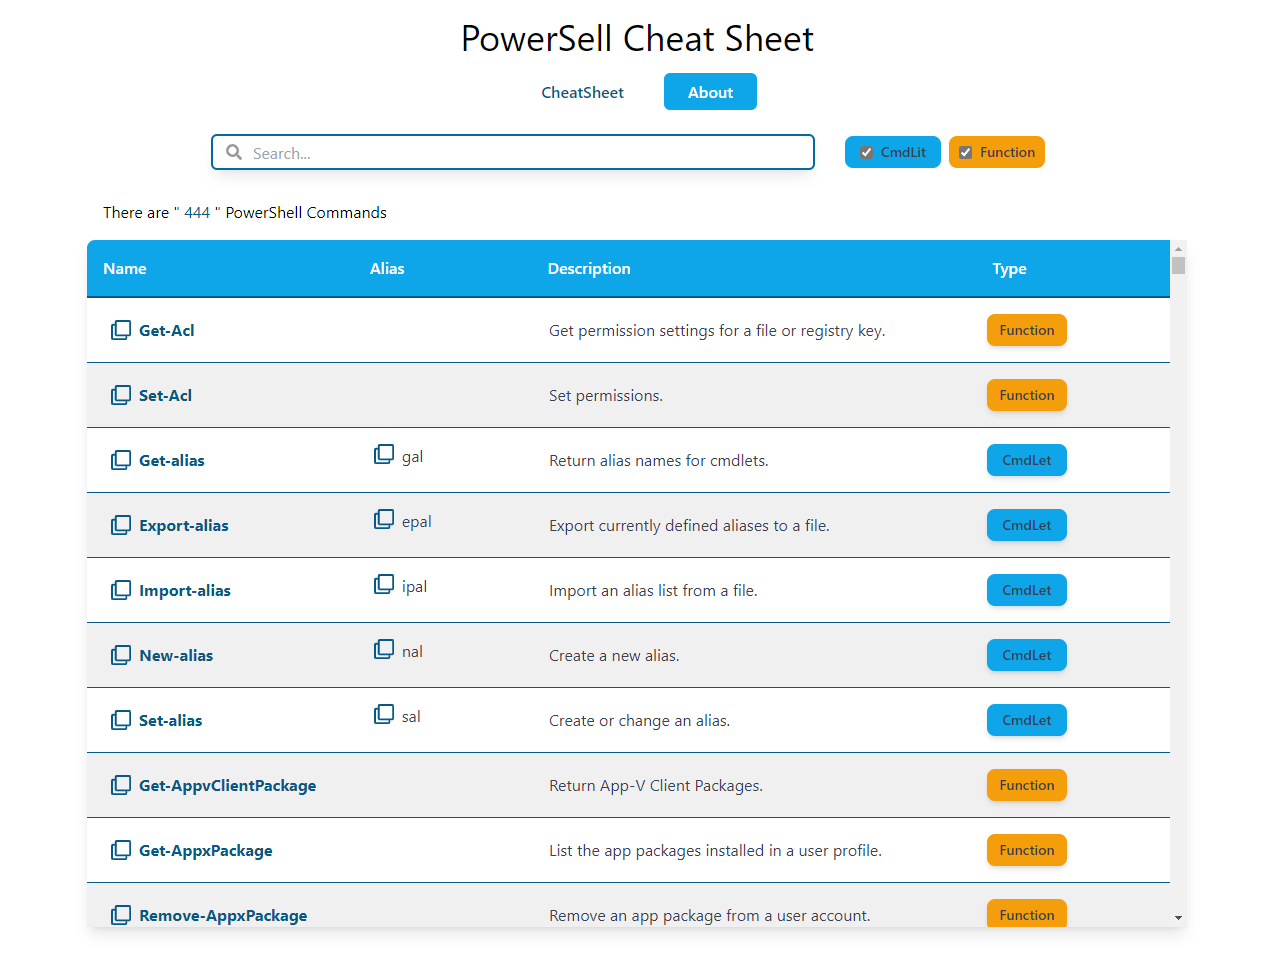 PowerSell Cheat Sheet
CheatSheet About
Search... CmdLit Function
There are " 444 " PowerShell Commands
Name Alias Description Type
Get-Acl Get permission settings for a file or registry key. Function
Set-Acl Set permissions. Function
Get-alias gal Return alias names for cmdlets. CmdLet
Export-alias epal Export currently defined aliases to a file. CmdLet
Import-alias ipal Import an alias list from a file. CmdLet
New-alias nal Create a new alias. CmdLet
Set-alias sal Create or change an alias. CmdLet
Get-AppvClientPackage Return App-V Client Packages. Function
Get-AppxPackage List the app packages installed in a user profile. Function
Remove-AppxPackage Remove an app package from a user account. Function